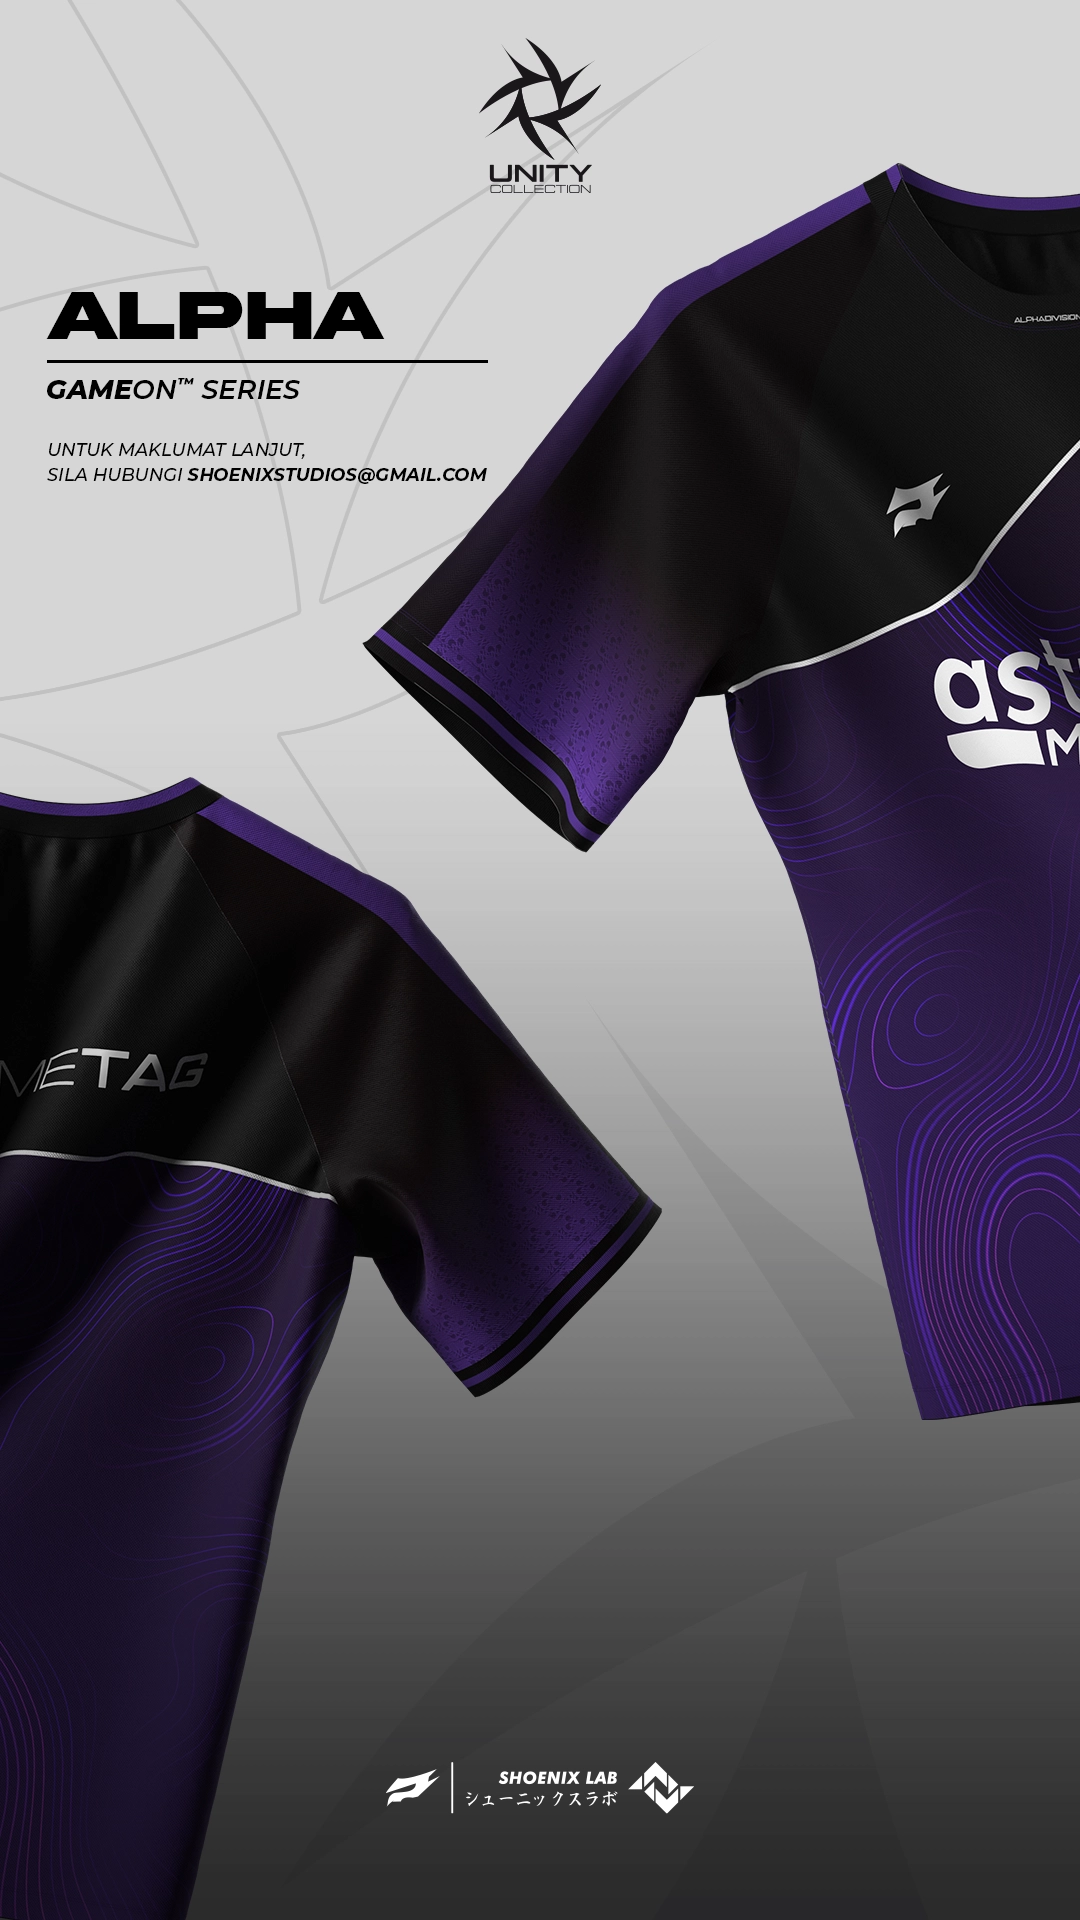 UNITY
COLLECTION
ALPHA
GAMEON™ SERIES
UNTUK MAKLUMAT LANJUT,
SILA HUBUNGI SHOENIXSTUDIOS@GMAIL.COM
ALPHADIVISION
ast
M
METAG
SHOENIX LAB
シューニックスラボ